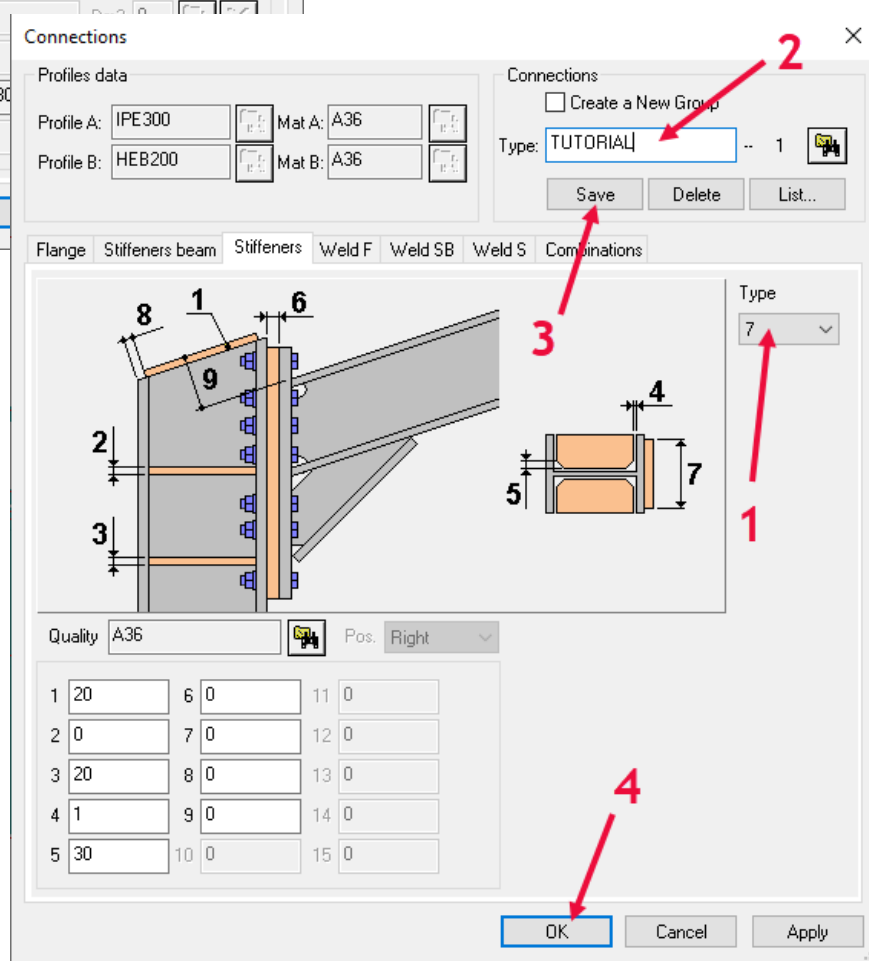 Connections
2
Profiles data
Profile A: IPE300 Mat A: A36
Profile B: HEB200 Mat B: A36
Connections
Create a New Group
Type: TUTORIAL -- 1
Save Delete List...
3
Flange Stiffeners beam Stiffeners Weld F Weld SB Weld S Combinations
Type
7
1
8 1 6
9
2
3
4
5 7
Quality A36 Pos. Right
1 20 6 0 11 0
2 0 7 0 12 0
3 20 8 0 13 0
4 1 9 0 14 0
5 30 10 0 15 0
4
OK Cancel Apply